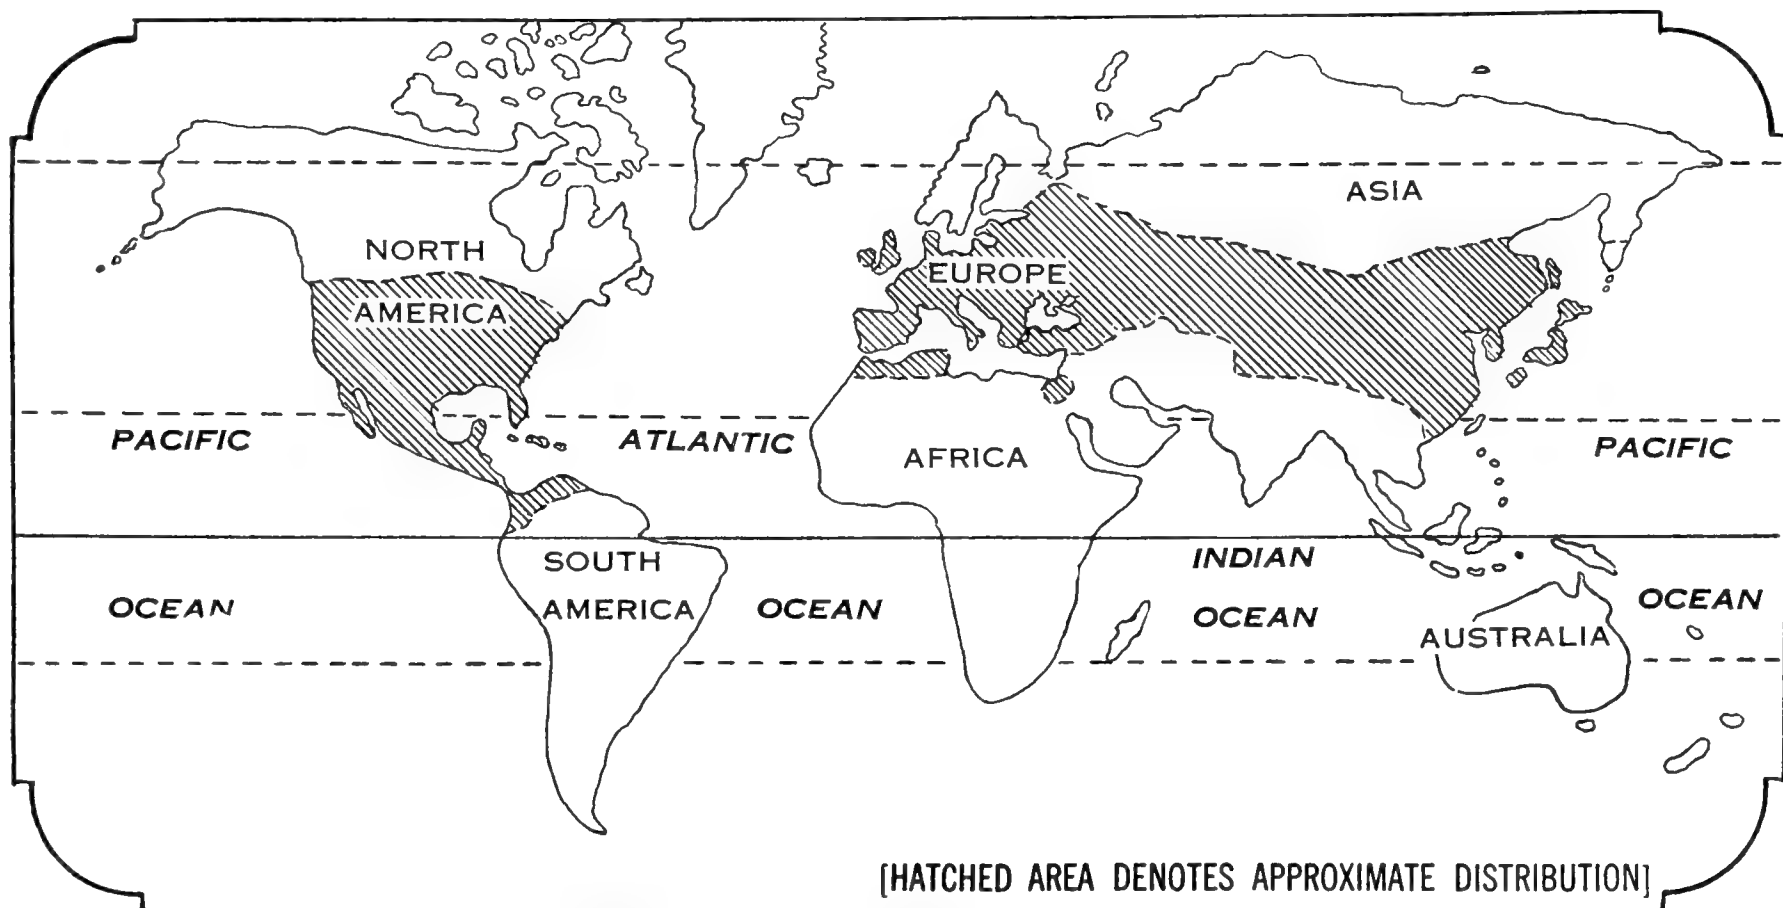 ASIA
NORTH
AMERICA
EUROPE
PACIFIC
ATLANTIC
AFRICA
PACIFIC
SOUTH
AMERICA
INDIAN
OCEAN
OCEAN
OCEAN
OCEAN
AUSTRALIA
[HATCHED AREA DENOTES APPROXIMATE DISTRIBUTION]